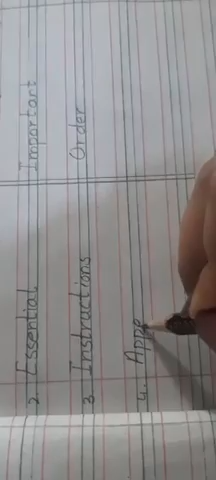 2. Essential Important
3. Instructions Order
4. Appe